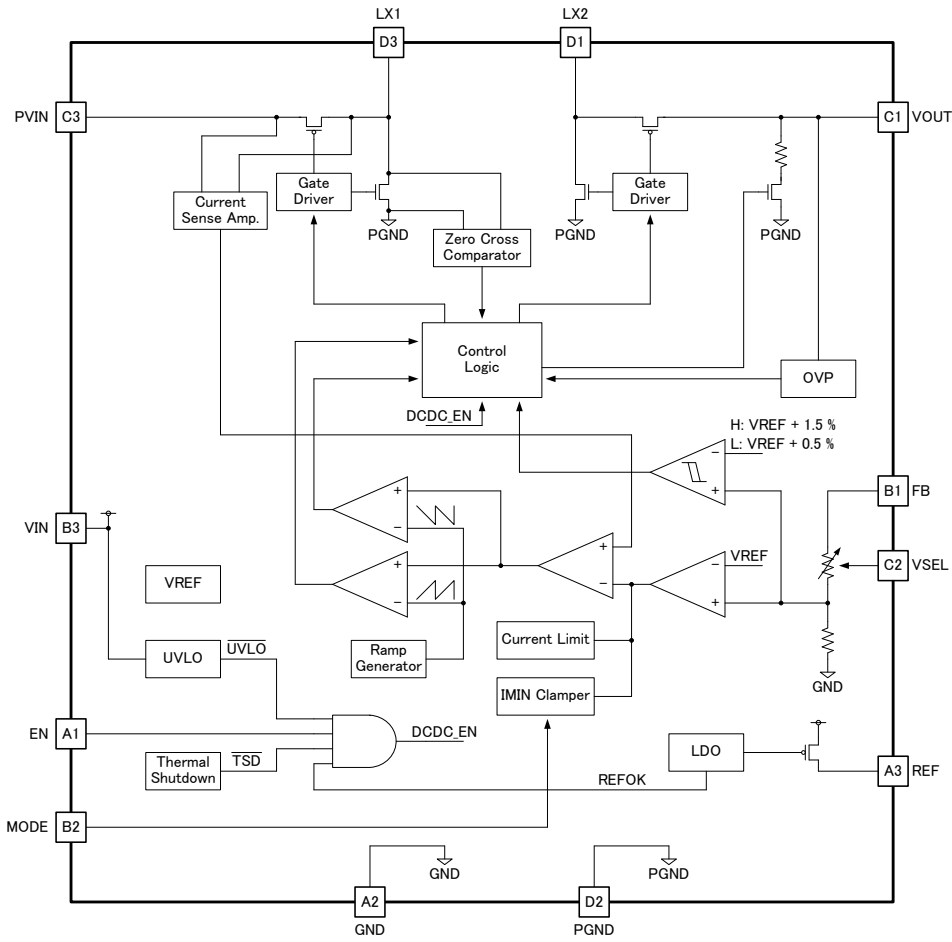 LX1
LX2
D3
D1
PVIN
C3
C1
VOUT
Current
Sense Amp.
Gate
Driver
Gate
Driver
PGND
PGND
PGND
Zero Cross
Comparator
Control
Logic
OVP
DCDC_EN
H: VREF + 1.5 %
L: VREF + 0.5 %
−
+
B1
FB
+
−
VIN
B3
+
−
VREF
−
+
C2
VSEL
VREF
+
−
Current Limit
UVLO
UVLO
Ramp
Generator
GND
IMIN Clamper
EN
A1
DCDC_EN
LDO
Thermal
Shutdown
TSD
REFOK
A3
REF
MODE
B2
GND
PGND
A2
D2
GND
PGND